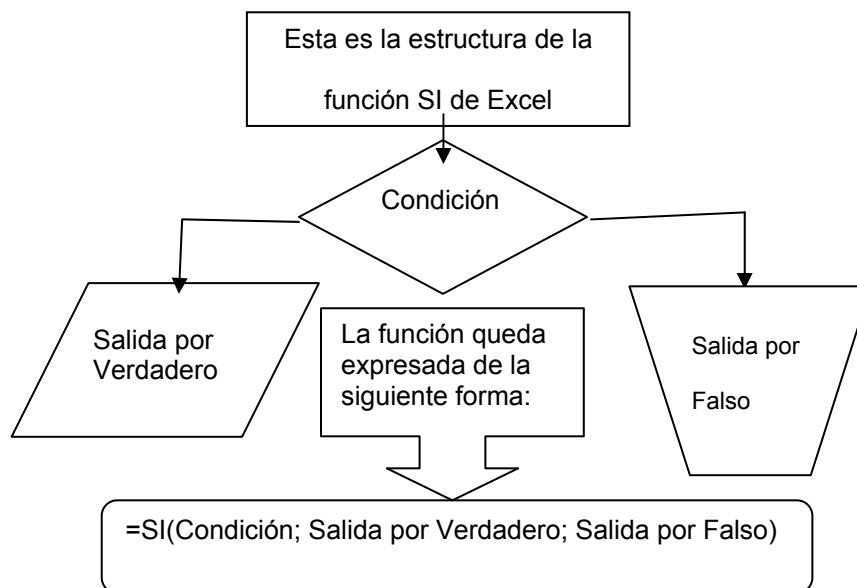 Esta es la estructura de la
función SI de Excel
Condición
Salida por
Verdadero
La función queda
expresada de la
siguiente forma:
Salida por
Falso
=SI(Condición; Salida por Verdadero; Salida por Falso)